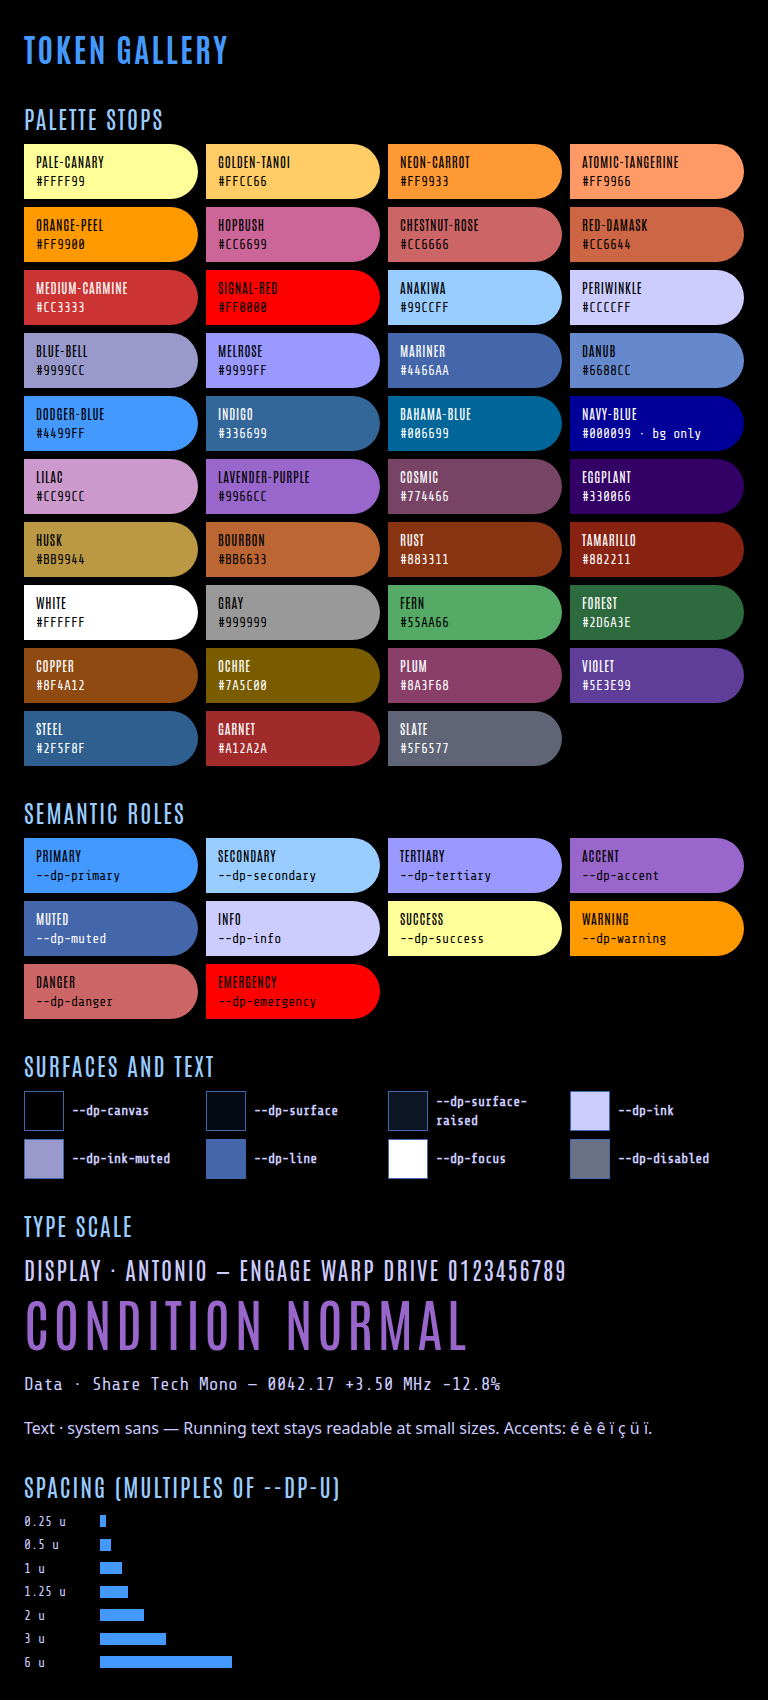 TOKEN GALLERY
PALETTE STOPS
PALE-CANARY
#FFFF99
GOLDEN-TANOI
#FFCC66
NEON-CARROT
#FF9933
ATOMIC-TANGERINE
#FF9966
ORANGE-PEEL
#FF9900
HOPBUSH
#CC6699
CHESTNUT-ROSE
#CC6666
RED-DAMASK
#CC6644
MEDIUM-CARMINE
#CC3333
SIGNAL-RED
#FF0000
ANAKIWA
#99CCFF
PERIWINKLE
#CCCCFF
BLUE-BELL
#9999CC
MELROSE
#9999FF
MARINER
#4466AA
DANUB
#6688CC
DODGER-BLUE
#4499FF
INDIGO
#336699
BAHAMA-BLUE
#006699
NAVY-BLUE
#000099 · bg only
LILAC
#CC99CC
LAVENDER-PURPLE
#9966CC
COSMIC
#774466
EGGPLANT
#330066
HUSK
#BB9944
BOURBON
#BB6633
RUST
#883311
TAMARILLO
#882211
WHITE
#FFFFFF
GRAY
#999999
FERN
#55AA66
FOREST
#2D6A3E
COPPER
#8F4A12
OCHRE
#7A5C00
PLUM
#8A3F68
VIOLET
#5E3E99
STEEL
#2F5F8F
GARNET
#A12A2A
SLATE
#5F6577
SEMANTIC ROLES
PRIMARY
--dp-primary
SECONDARY
--dp-secondary
TERTIARY
--dp-tertiary
ACCENT
--dp-accent
MUTED
--dp-muted
INFO
--dp-info
SUCCESS
--dp-success
WARNING
--dp-warning
DANGER
--dp-danger
EMERGENCY
--dp-emergency
SURFACES AND TEXT
--dp-canvas
--dp-surface
--dp-surface-
raised
--dp-ink
--dp-ink-muted
--dp-line
--dp-focus
--dp-disabled
TYPE SCALE
DISPLAY · ANTONIO — ENGAGE WARP DRIVE 0123456789
CONDITION NORMAL
Data · Share Tech Mono — 0042.17 +3.50 MHz −12.8%
Text · system sans — Running text stays readable at small sizes. Accents: é è ê ï ç ü ï.
SPACING (MULTIPLES OF --DP-U)
0.25 u
0.5 u
1 u
1.25 u
2 u
3 u
6 u